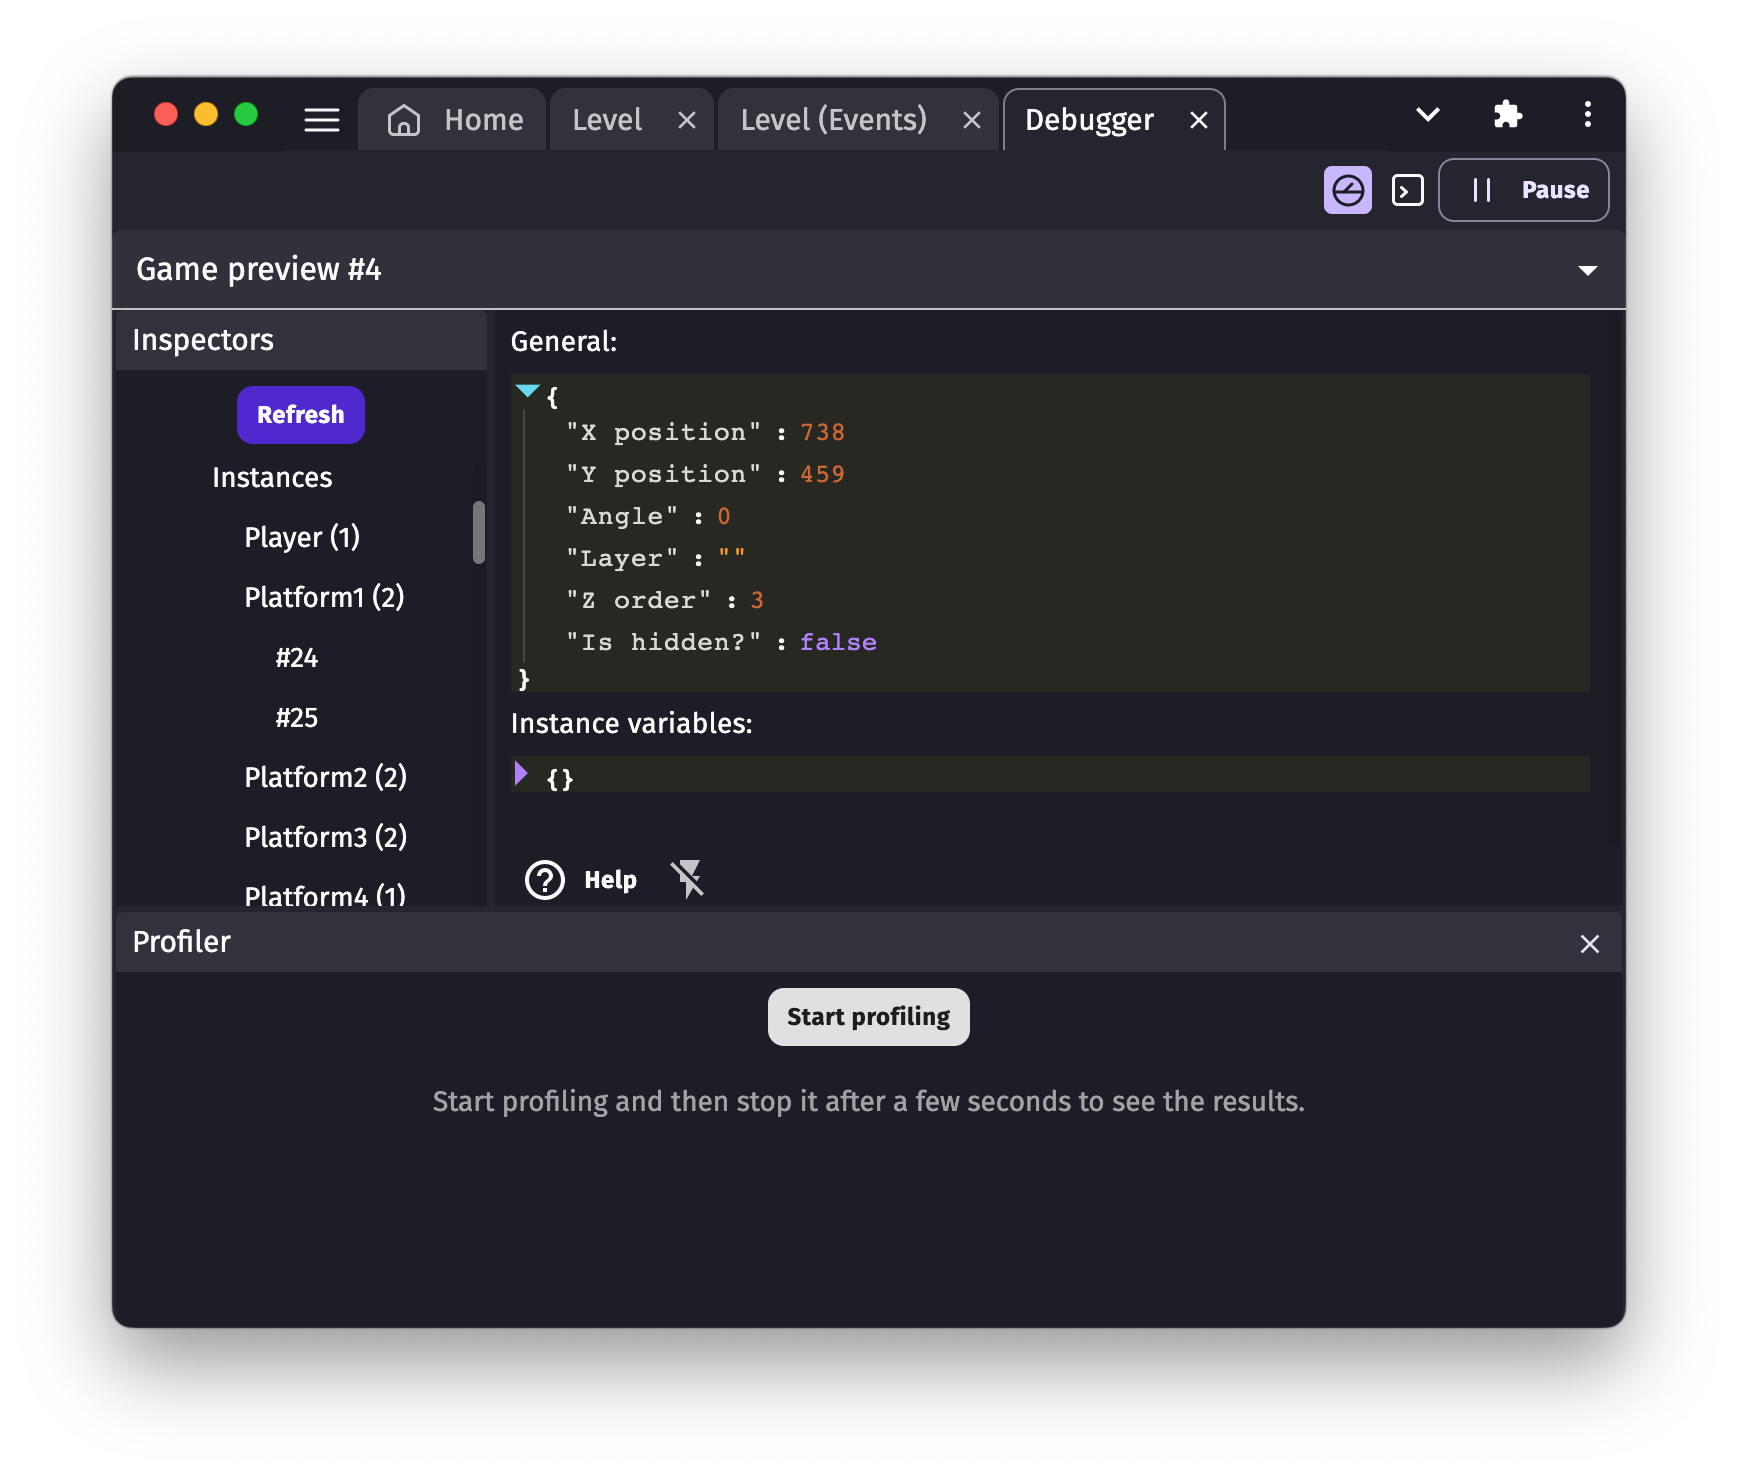 Home Level Level (Events) Debugger
Pause
Game preview #4
Inspectors
Refresh
Instances
Player (1)
Platform1 (2)
#24
#25
Platform2 (2)
Platform3 (2)
Platform4 (1)
General:
{
"X position" : 738
"Y position" : 459
"Angle" : 0
"Layer" : ""
"Z order" : 3
"Is hidden?" : false
}
Instance variables:
{}
Help
Profiler
Start profiling
Start profiling and then stop it after a few seconds to see the results.